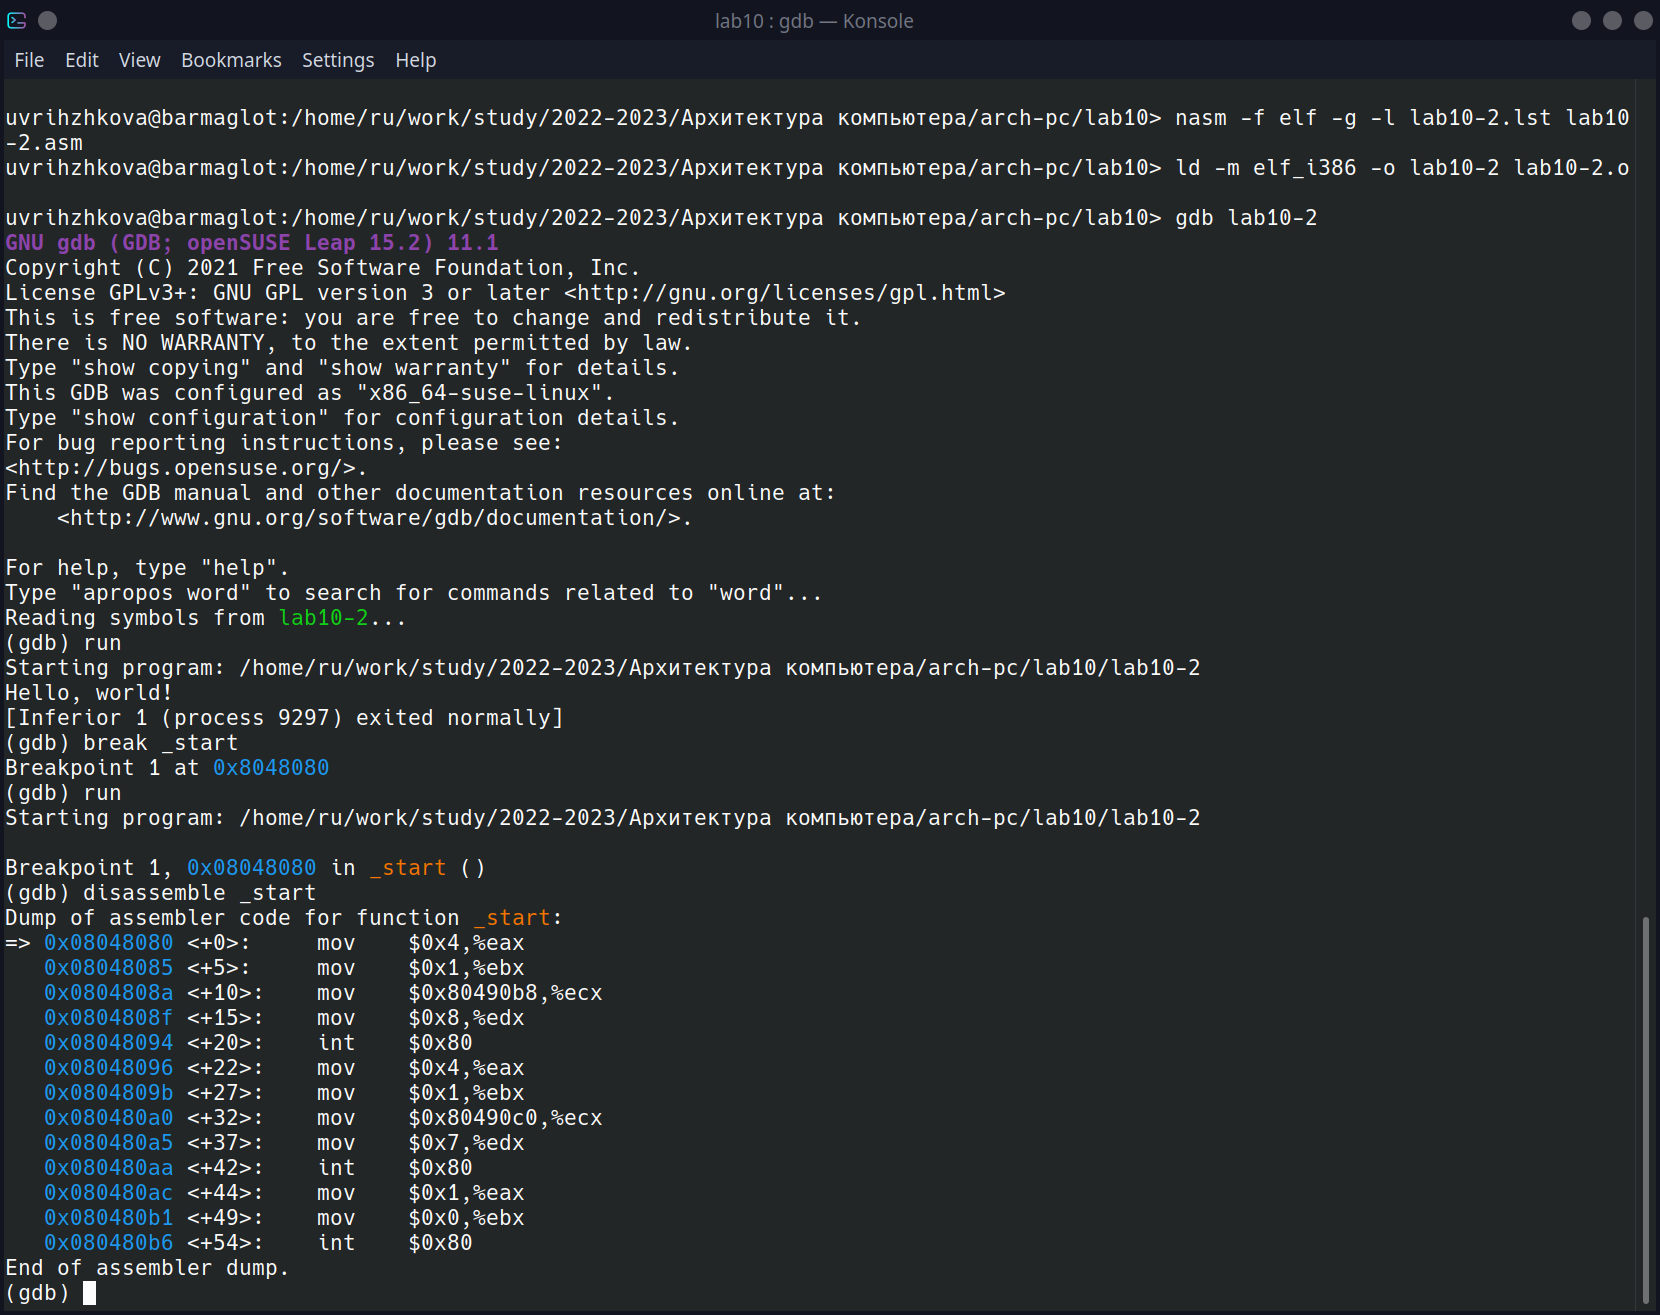 lab10 : gdb — Konsole
File Edit View Bookmarks Settings Help
uvrihzhkova@barmaglot:/home/ru/work/study/2022-2023/Архитектура компьютера/arch-pc/lab10> nasm -f elf -g -l lab10-2.lst lab10
-2.asm
uvrihzhkova@barmaglot:/home/ru/work/study/2022-2023/Архитектура компьютера/arch-pc/lab10> ld -m elf_i386 -o lab10-2 lab10-2.o
uvrihzhkova@barmaglot:/home/ru/work/study/2022-2023/Архитектура компьютера/arch-pc/lab10> gdb lab10-2
GNU gdb (GDB; openSUSE Leap 15.2) 11.1
Copyright (C) 2021 Free Software Foundation, Inc.
License GPLv3+: GNU GPL version 3 or later <http://gnu.org/licenses/gpl.html>
This is free software: you are free to change and redistribute it.
There is NO WARRANTY, to the extent permitted by law.
Type "show copying" and "show warranty" for details.
This GDB was configured as "x86_64-suse-linux".
Type "show configuration" for configuration details.
For bug reporting instructions, please see:
<http://bugs.opensuse.org/>.
Find the GDB manual and other documentation resources online at:
    <http://www.gnu.org/software/gdb/documentation/>.
For help, type "help".
Type "apropos word" to search for commands related to "word"...
Reading symbols from lab10-2...
(gdb) run
Starting program: /home/ru/work/study/2022-2023/Архитектура компьютера/arch-pc/lab10/lab10-2
Hello, world!
[Inferior 1 (process 9297) exited normally]
(gdb) break _start
Breakpoint 1 at 0x8048080
(gdb) run
Starting program: /home/ru/work/study/2022-2023/Архитектура компьютера/arch-pc/lab10/lab10-2
Breakpoint 1, 0x08048080 in _start ()
(gdb) disassemble _start
Dump of assembler code for function _start:
=> 0x08048080 <+0>:     mov    $0x4,%eax
   0x08048085 <+5>:     mov    $0x1,%ebx
   0x0804808a <+10>:    mov    $0x80490b8,%ecx
   0x0804808f <+15>:    mov    $0x8,%edx
   0x08048094 <+20>:    int    $0x80
   0x08048096 <+22>:    mov    $0x4,%eax
   0x0804809b <+27>:    mov    $0x1,%ebx
   0x080480a0 <+32>:    mov    $0x80490c0,%ecx
   0x080480a5 <+37>:    mov    $0x7,%edx
   0x080480aa <+42>:    int    $0x80
   0x080480ac <+44>:    mov    $0x1,%eax
   0x080480b1 <+49>:    mov    $0x0,%ebx
   0x080480b6 <+54>:    int    $0x80
End of assembler dump.
(gdb)